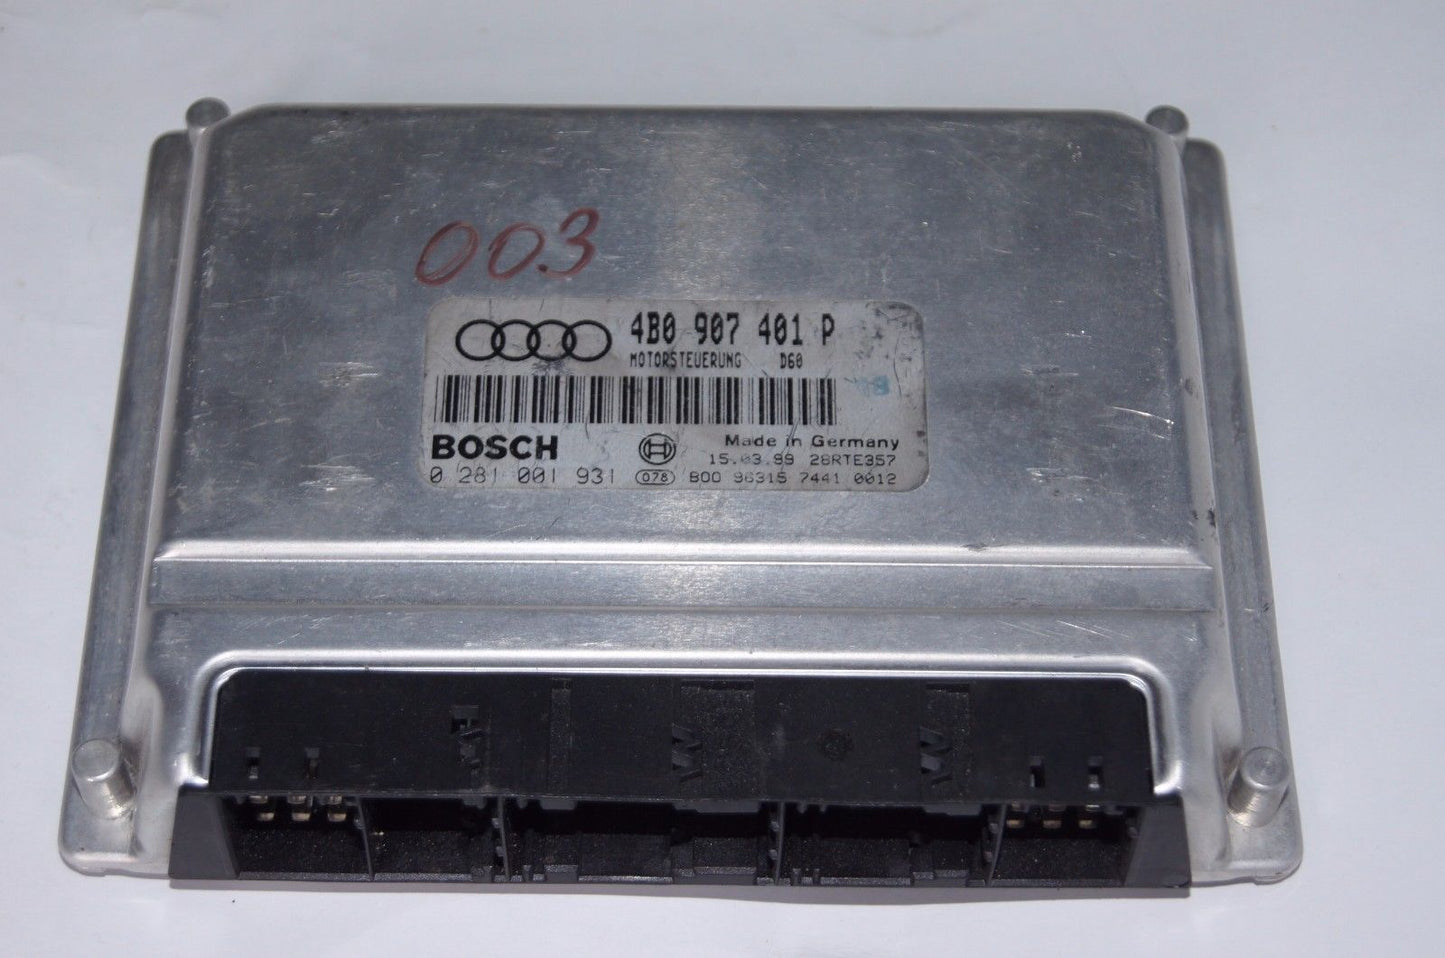 003
4B0 907 401 P
MOTORSTEUERUNG D60
BOSCH
Made in Germany
15.03.99 28RTE357
0 281 001 931 078 800 96315 7441 0012